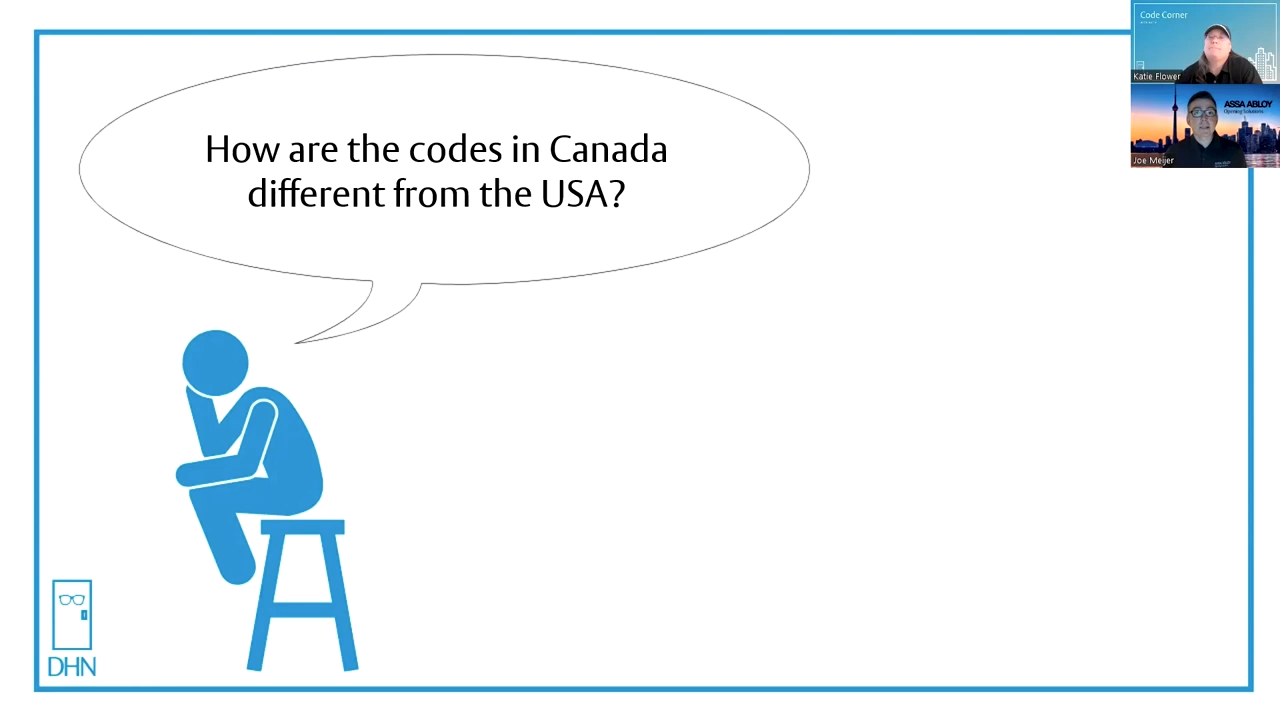 How are the codes in Canada
different from the USA?
Code Corner
Katie Flower
ASSA ABLOY
Opening Solutions
Joe Meijer
DHN